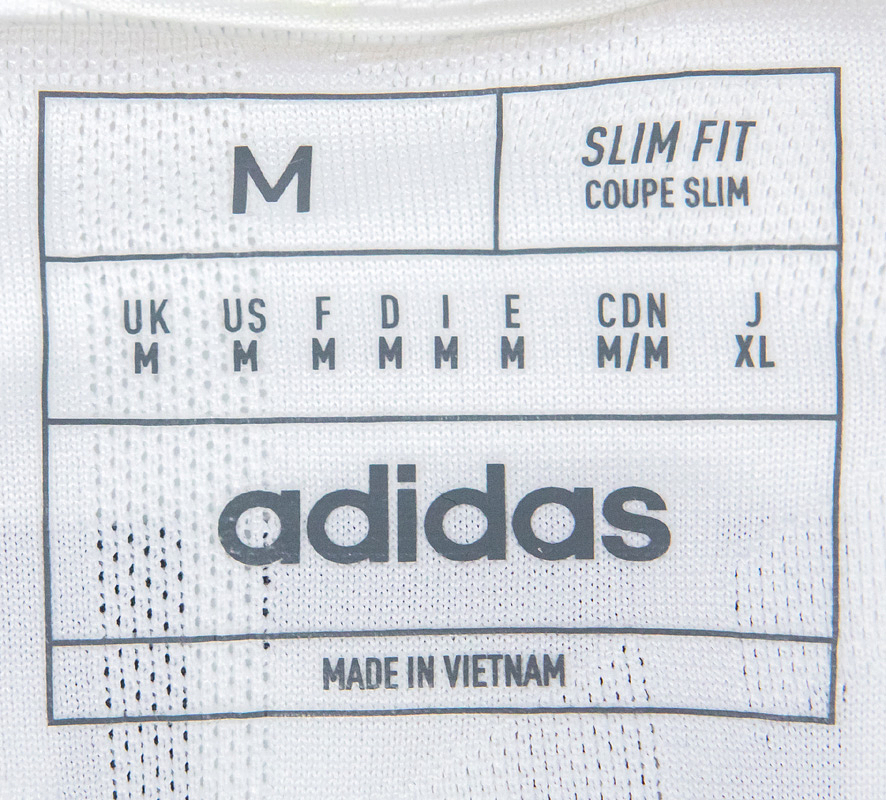 M
SLIM FIT
COUPE SLIM
UK US F D I E CDN J
M M M M M M M/M XL
adidas
MADE IN VIETNAM